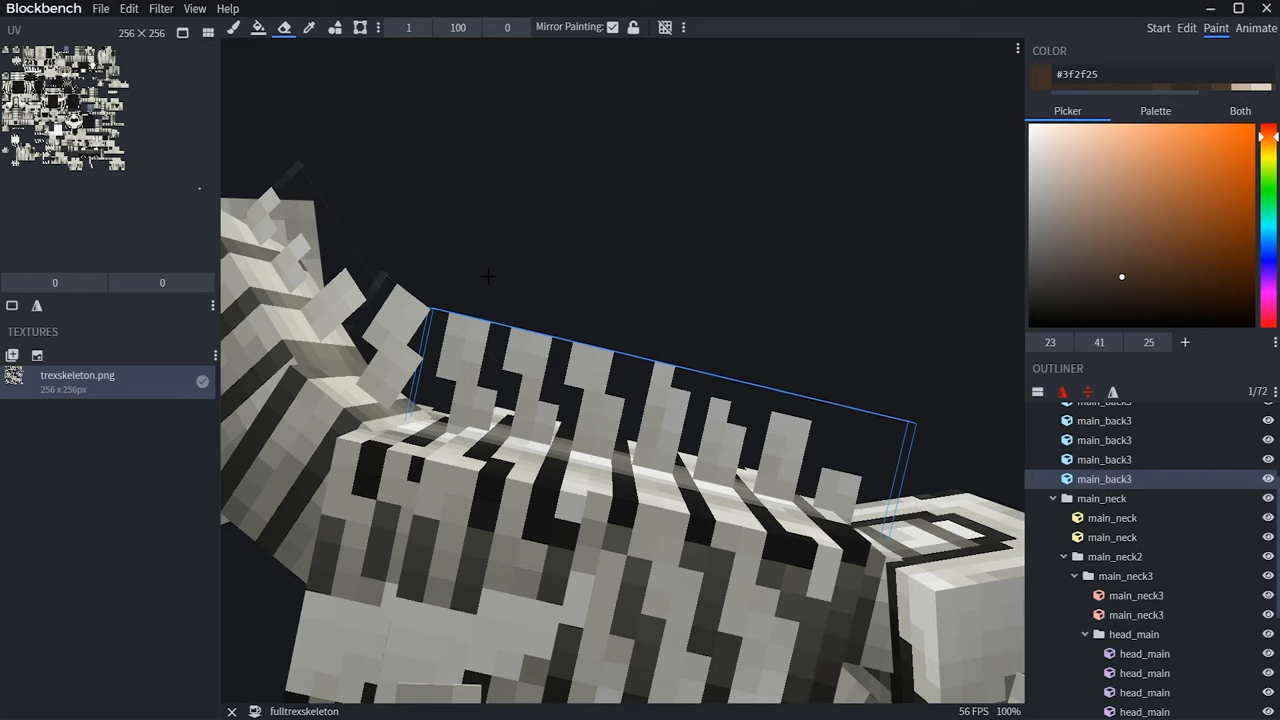 Blockbench File Edit Filter View Help
UV 256 × 256
1 100 0 Mirror Painting:
Start Edit Paint Animate
COLOR
#3f2f25
Picker Palette Both
0 0
TEXTURES
trexskeleton.png
256 x 256px
23 41 25
OUTLINER
1/72
main_back3
main_back3
main_back3
main_back3
main_back3
main_neck
main_neck
main_neck
main_neck2
main_neck3
main_neck3
main_neck3
head_main
head_main
head_main
head_main
head_main
fulltrexskeleton
56 FPS 100%